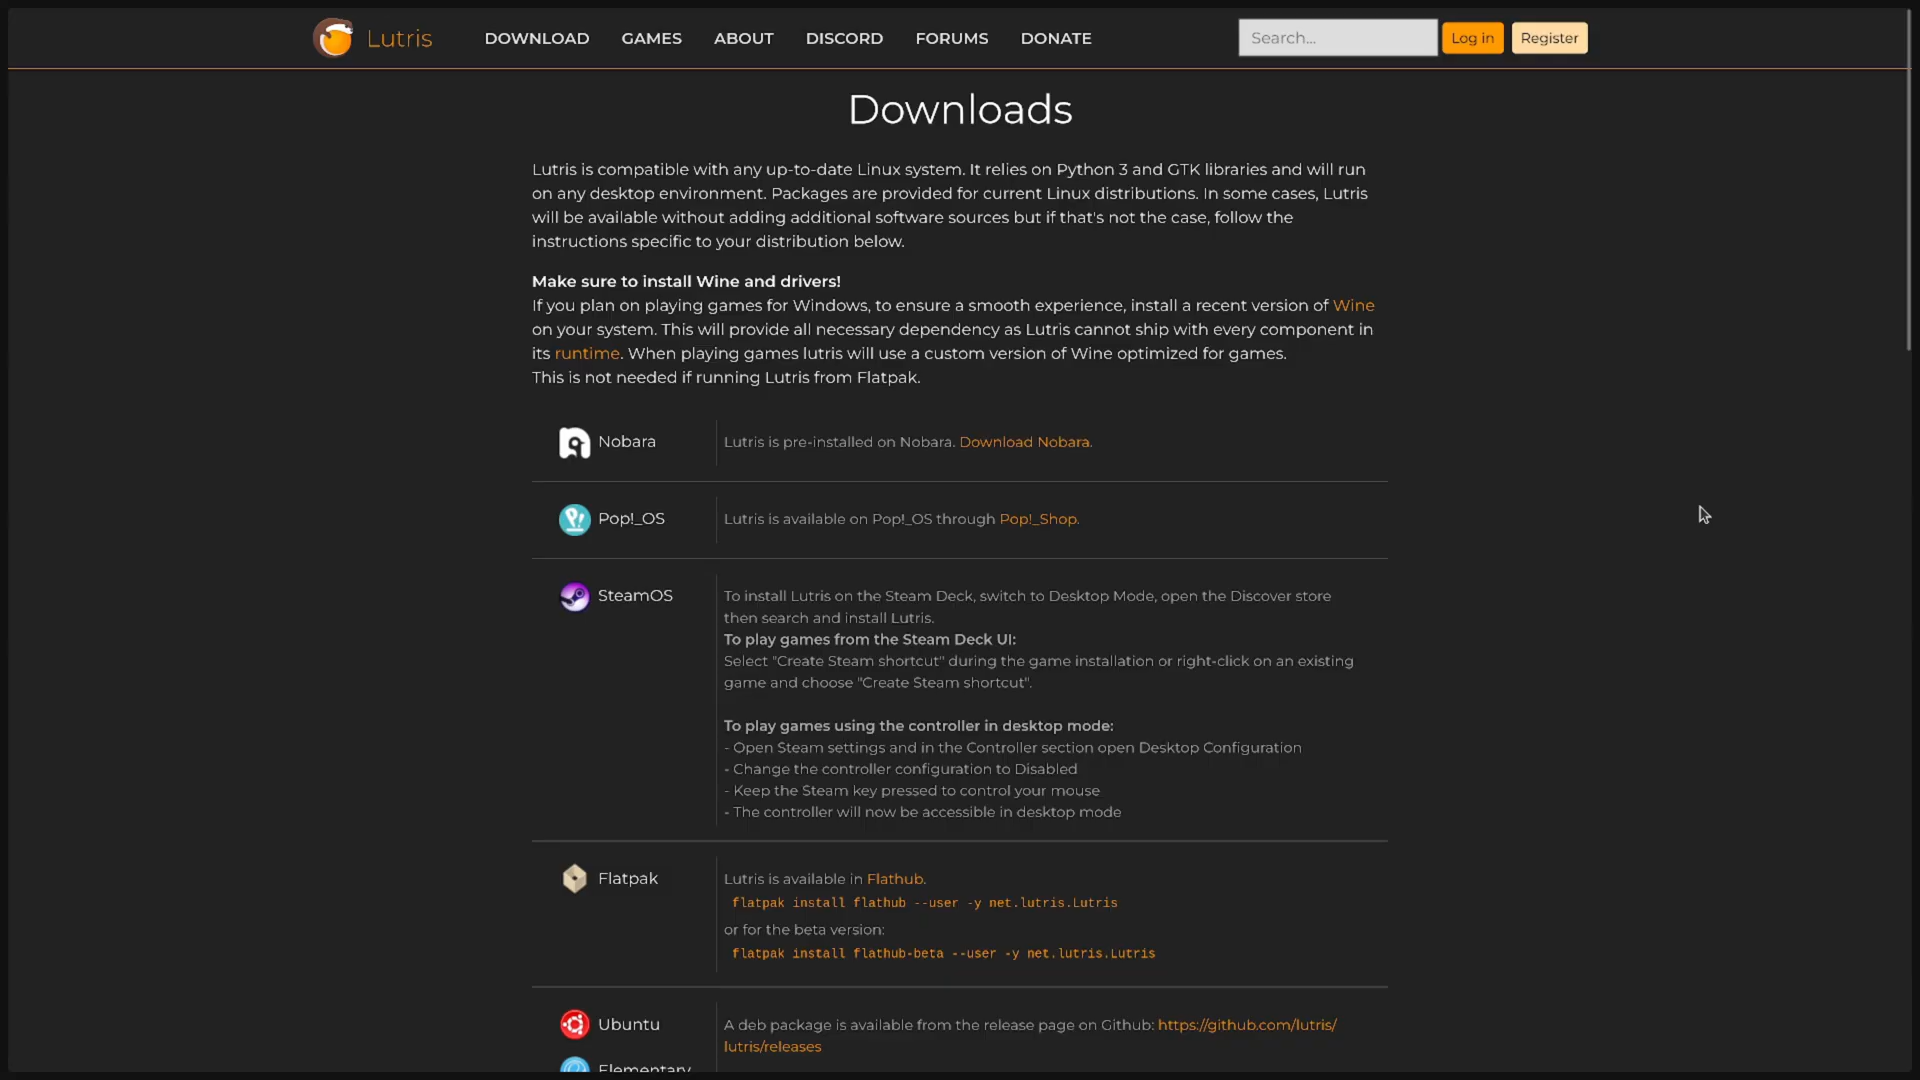 Lutris
DOWNLOAD GAMES ABOUT DISCORD FORUMS DONATE
Search...
Log in
Register
Downloads
Lutris is compatible with any up-to-date Linux system. It relies on Python 3 and GTK libraries and will run
on any desktop environment. Packages are provided for current Linux distributions. In some cases, Lutris
will be available without adding additional software sources but if that's not the case, follow the
instructions specific to your distribution below.
Make sure to install Wine and drivers!
If you plan on playing games for Windows, to ensure a smooth experience, install a recent version of Wine
on your system. This will provide all necessary dependency as Lutris cannot ship with every component in
its runtime. When playing games lutris will use a custom version of Wine optimized for games.
This is not needed if running Lutris from Flatpak.
Nobara
Lutris is pre-installed on Nobara. Download Nobara.
Pop!_OS
Lutris is available on Pop!_OS through Pop!_Shop.
SteamOS
To install Lutris on the Steam Deck, switch to Desktop Mode, open the Discover store
then search and install Lutris.
To play games from the Steam Deck UI:
Select "Create Steam shortcut" during the game installation or right-click on an existing
game and choose "Create Steam shortcut".
To play games using the controller in desktop mode:
- Open Steam settings and in the Controller section open Desktop Configuration
- Change the controller configuration to Disabled
- Keep the Steam key pressed to control your mouse
- The controller will now be accessible in desktop mode
Flatpak
Lutris is available in Flathub.
flatpak install flathub --user -y net.lutris.Lutris
or for the beta version:
flatpak install flathub-beta --user -y net.lutris.Lutris
Ubuntu
A deb package is available from the release page on Github: https://github.com/lutris/
lutris/releases
Elementary